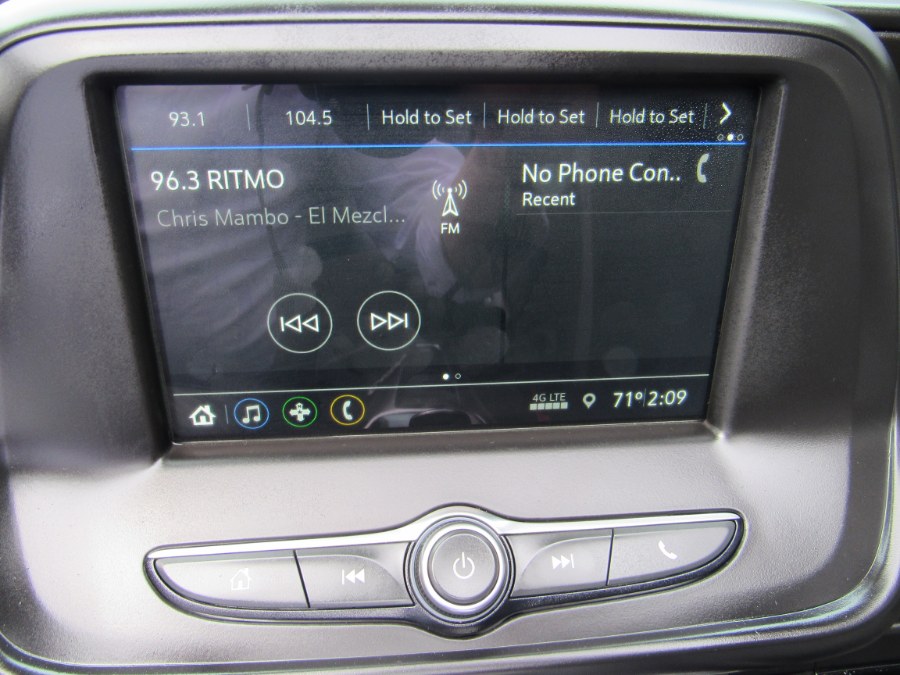 93.1 104.5 Hold to Set Hold to Set Hold to Set
96.3 RITMO
Chris Mambo - El Mezcl...
FM
No Phone Con..
Recent
4G LTE 71° 2:09